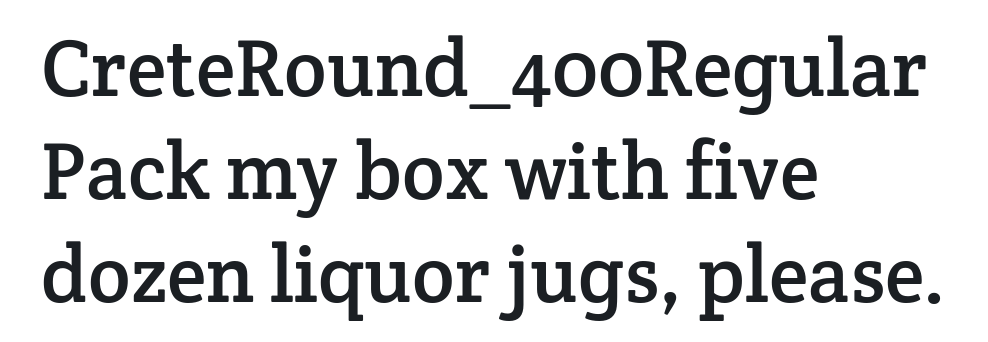 CreteRound_400Regular
Pack my box with five
dozen liquor jugs, please.